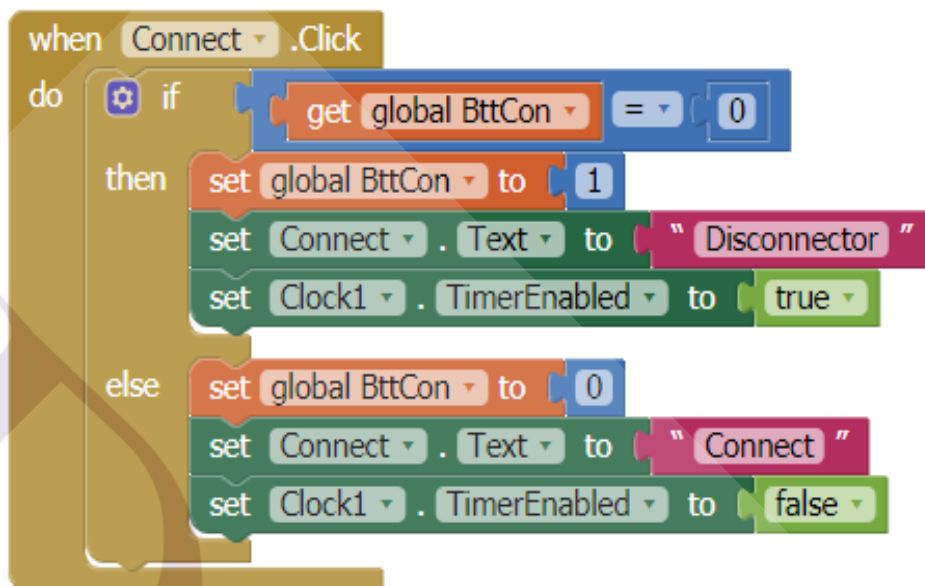 when Connect .Click
do if get global BttCon = 0
then set global BttCon to 1
set Connect . Text to " Disconnector "
set Clock1 . TimerEnabled to true
else set global BttCon to 0
set Connect . Text to " Connect "
set Clock1 . TimerEnabled to false